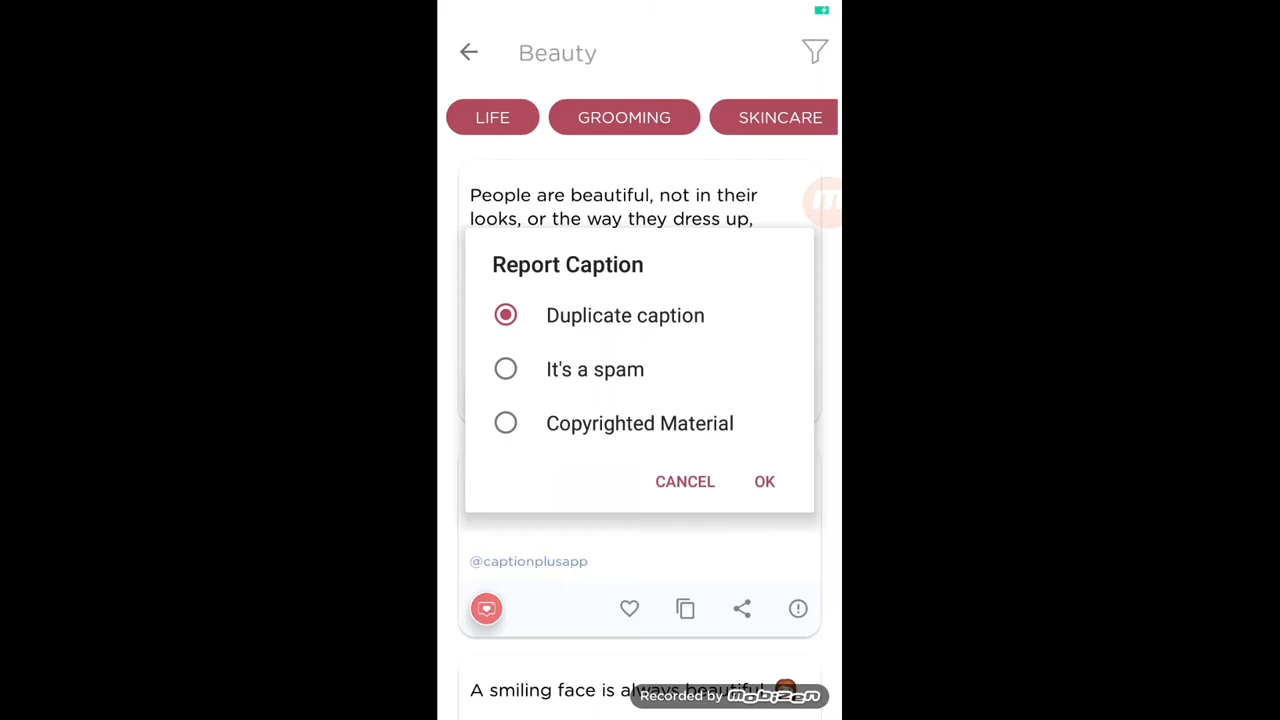 Beauty
LIFE
GROOMING
SKINCARE
People are beautiful, not in their
looks, or the way they dress up,
Report Caption
Duplicate caption
It's a spam
Copyrighted Material
CANCEL
OK
@captionplusapp
A smiling face is always beautiful
Recorded by mobizen